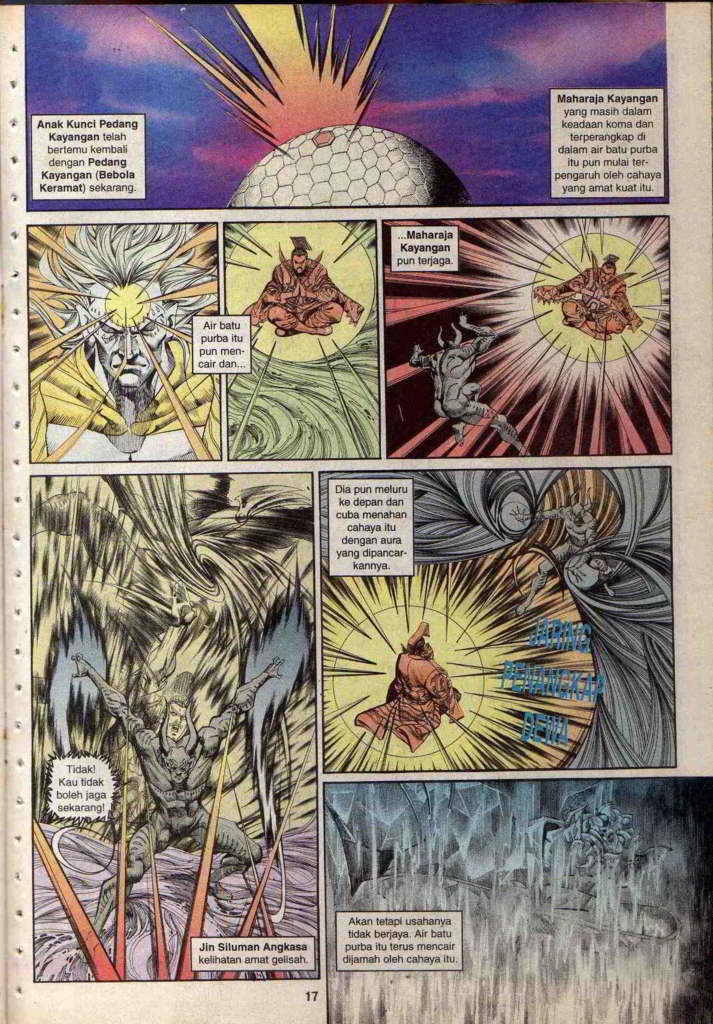 Anak Kunci Pedang
Kayangan telah
bertemu kembali
dengan Pedang
Kayangan (Bebola
Keramat) sekarang.
Maharaja Kayangan
yang masih dalam
keadaan koma dan
terperangkap di
dalam air batu purba
itu pun mulai ter-
pengaruh oleh cahaya
yang amat kuat itu.
Air batu
purba itu
pun men-
cair dan...
...Maharaja
Kayangan
pun terjaga.
Tidak!
Kau tidak
boleh jaga
sekarang!
Jin Siluman Angkasa
kelihatan amat gelisah.
Dia pun meluru
ke depan dan
cuba menahan
cahaya itu
dengan aura
yang dipancar-
kannya.
JARING
PENANGKAP
DEWA
Akan tetapi usahanya
tidak berjaya. Air batu
purba itu terus mencair
dijamah oleh cahaya itu.
17